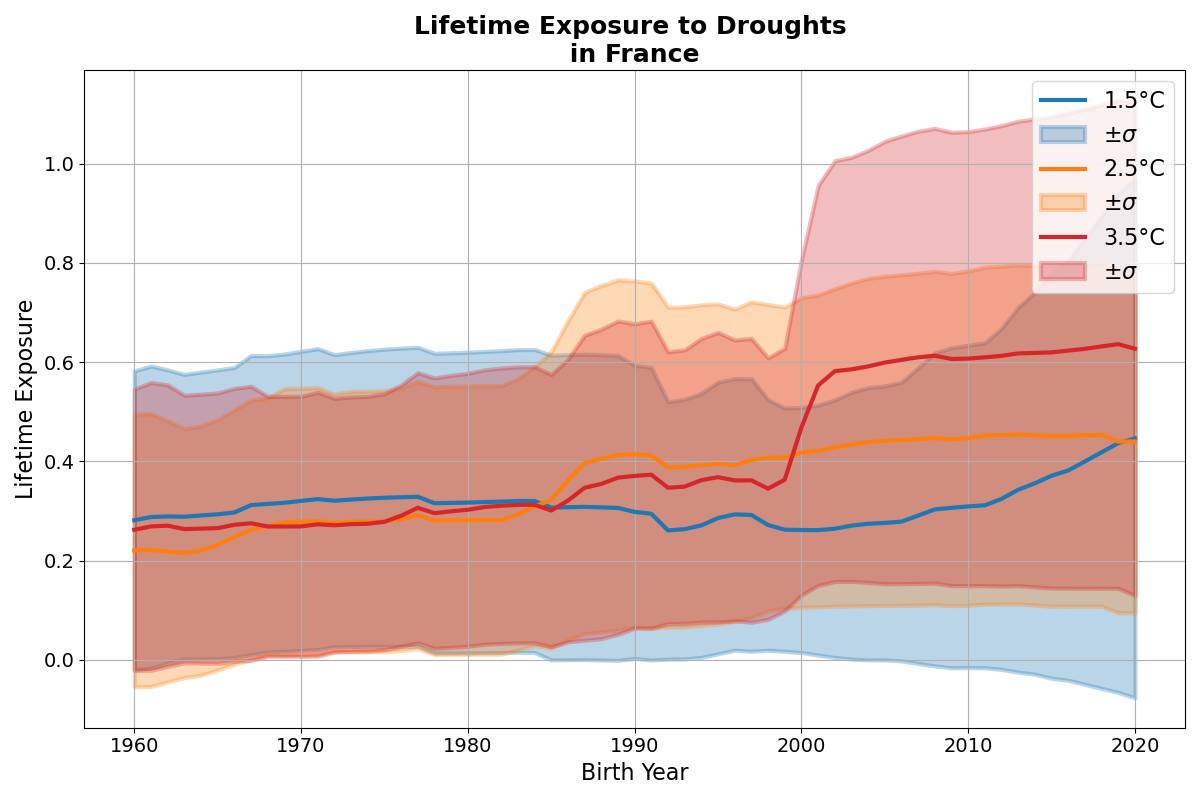 Lifetime Exposure to Droughts
in France
1.5°C
±σ
2.5°C
±σ
3.5°C
±σ
Lifetime Exposure
1.0
0.8
0.6
0.4
0.2
0.0
1960
1970
1980
1990
2000
2010
2020
Birth Year